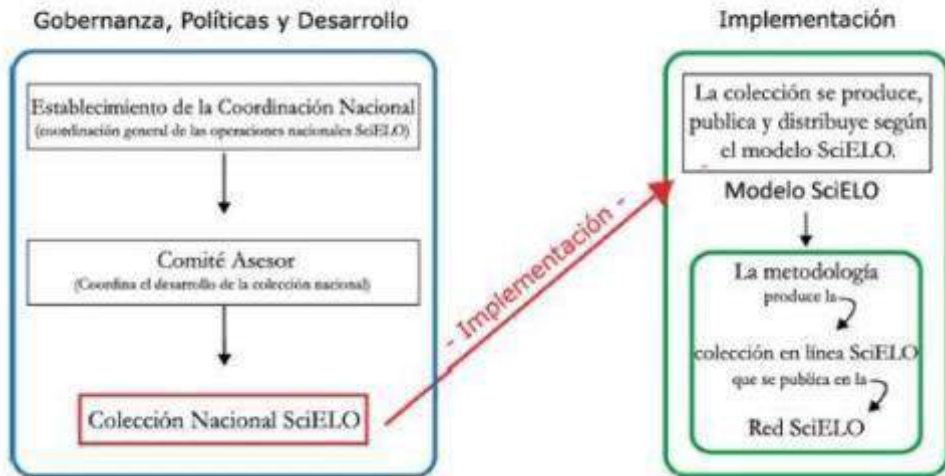 Gobernanza, Políticas y Desarrollo
Establecimiento de la Coordinación Nacional
(coordinación general de las operaciones nacionales SciELO)
Comité Asesor
(Coordina el desarrollo de la colección nacional)
Colección Nacional SciELO
- Implementación -
Implementación
La colección se produce,
publica y distribuye según
el modelo SciELO.
Modelo SciELO
La metodología
produce la
colección en línea SciELO
que se publica en la
Red SciELO